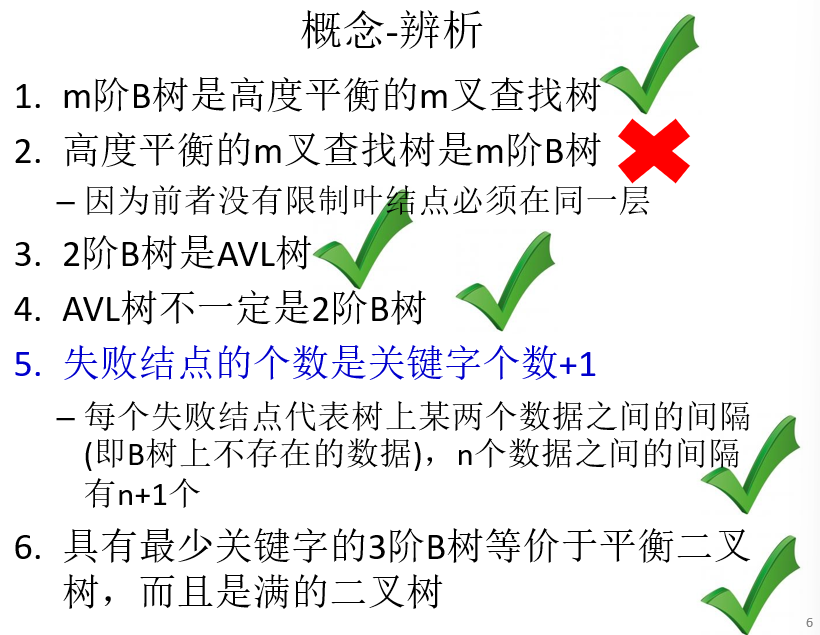 概念-辨析
1. m阶B树是高度平衡的m叉查找树
2. 高度平衡的m叉查找树是m阶B树
– 因为前者没有限制叶结点必须在同一层
3. 2阶B树是AVL树
4. AVL树不一定是2阶B树
5. 失败结点的个数是关键字个数+1
– 每个失败结点代表树上某两个数据之间的间隔
(即B树上不存在的数据)，n个数据之间的间隔
有n+1个
6. 具有最少关键字的3阶B树等价于平衡二叉
树，而且是满的二叉树
6